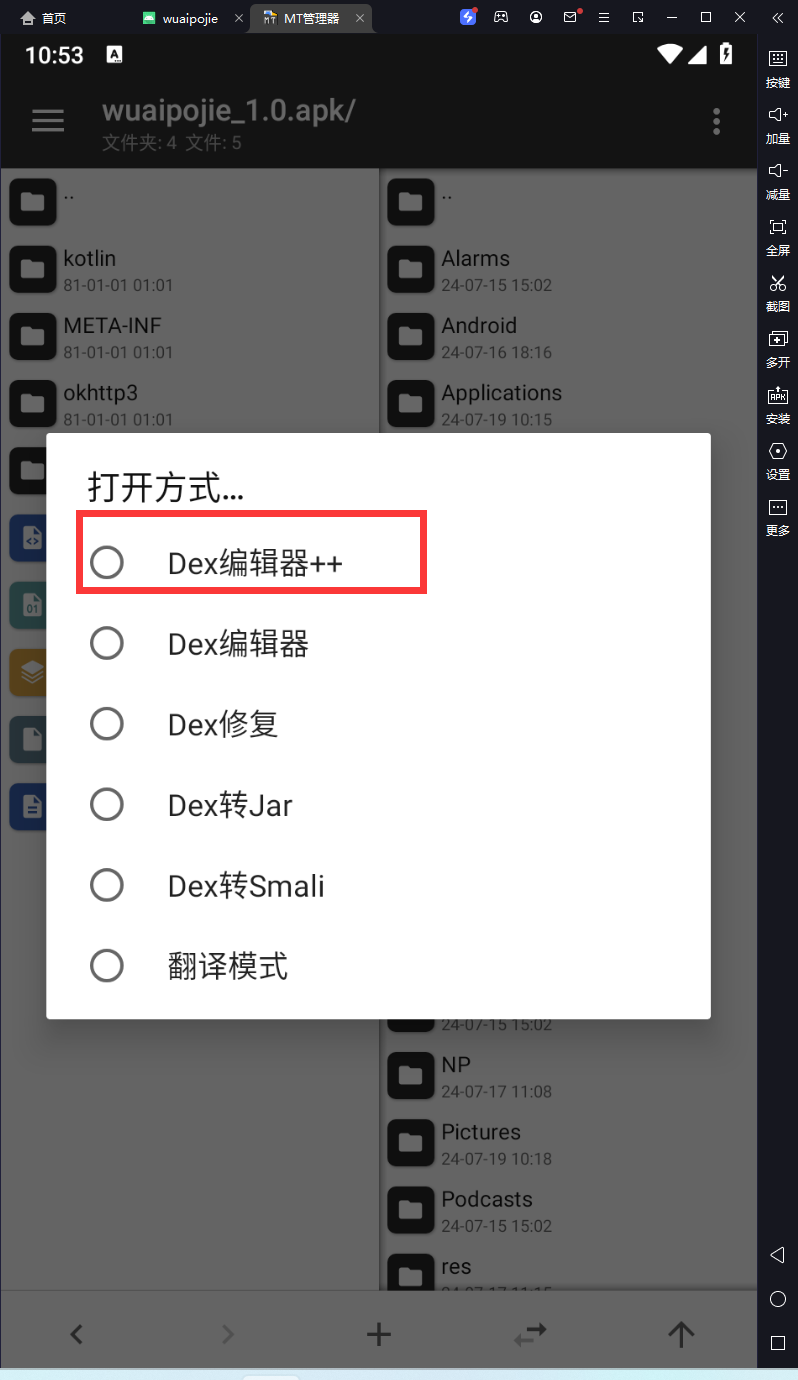 首页
wuaipojie
MT管理器
10:53
A
wuaipojie_1.0.apk/
文件夹: 4 文件: 5
按键
加量
减量
全屏
截图
多开
安装
设置
更多
..
kotlin
81-01-01 01:01
META-INF
81-01-01 01:01
okhttp3
81-01-01 01:01
01
..
Alarms
24-07-15 15:02
Android
24-07-16 18:16
Applications
24-07-19 10:15
打开方式...
Dex编辑器++
Dex编辑器
Dex修复
Dex转Jar
Dex转Smali
翻译模式
24-07-15 15:02
NP
24-07-17 11:08
Pictures
24-07-19 10:18
Podcasts
24-07-15 15:02
res
24-07-17 11:15